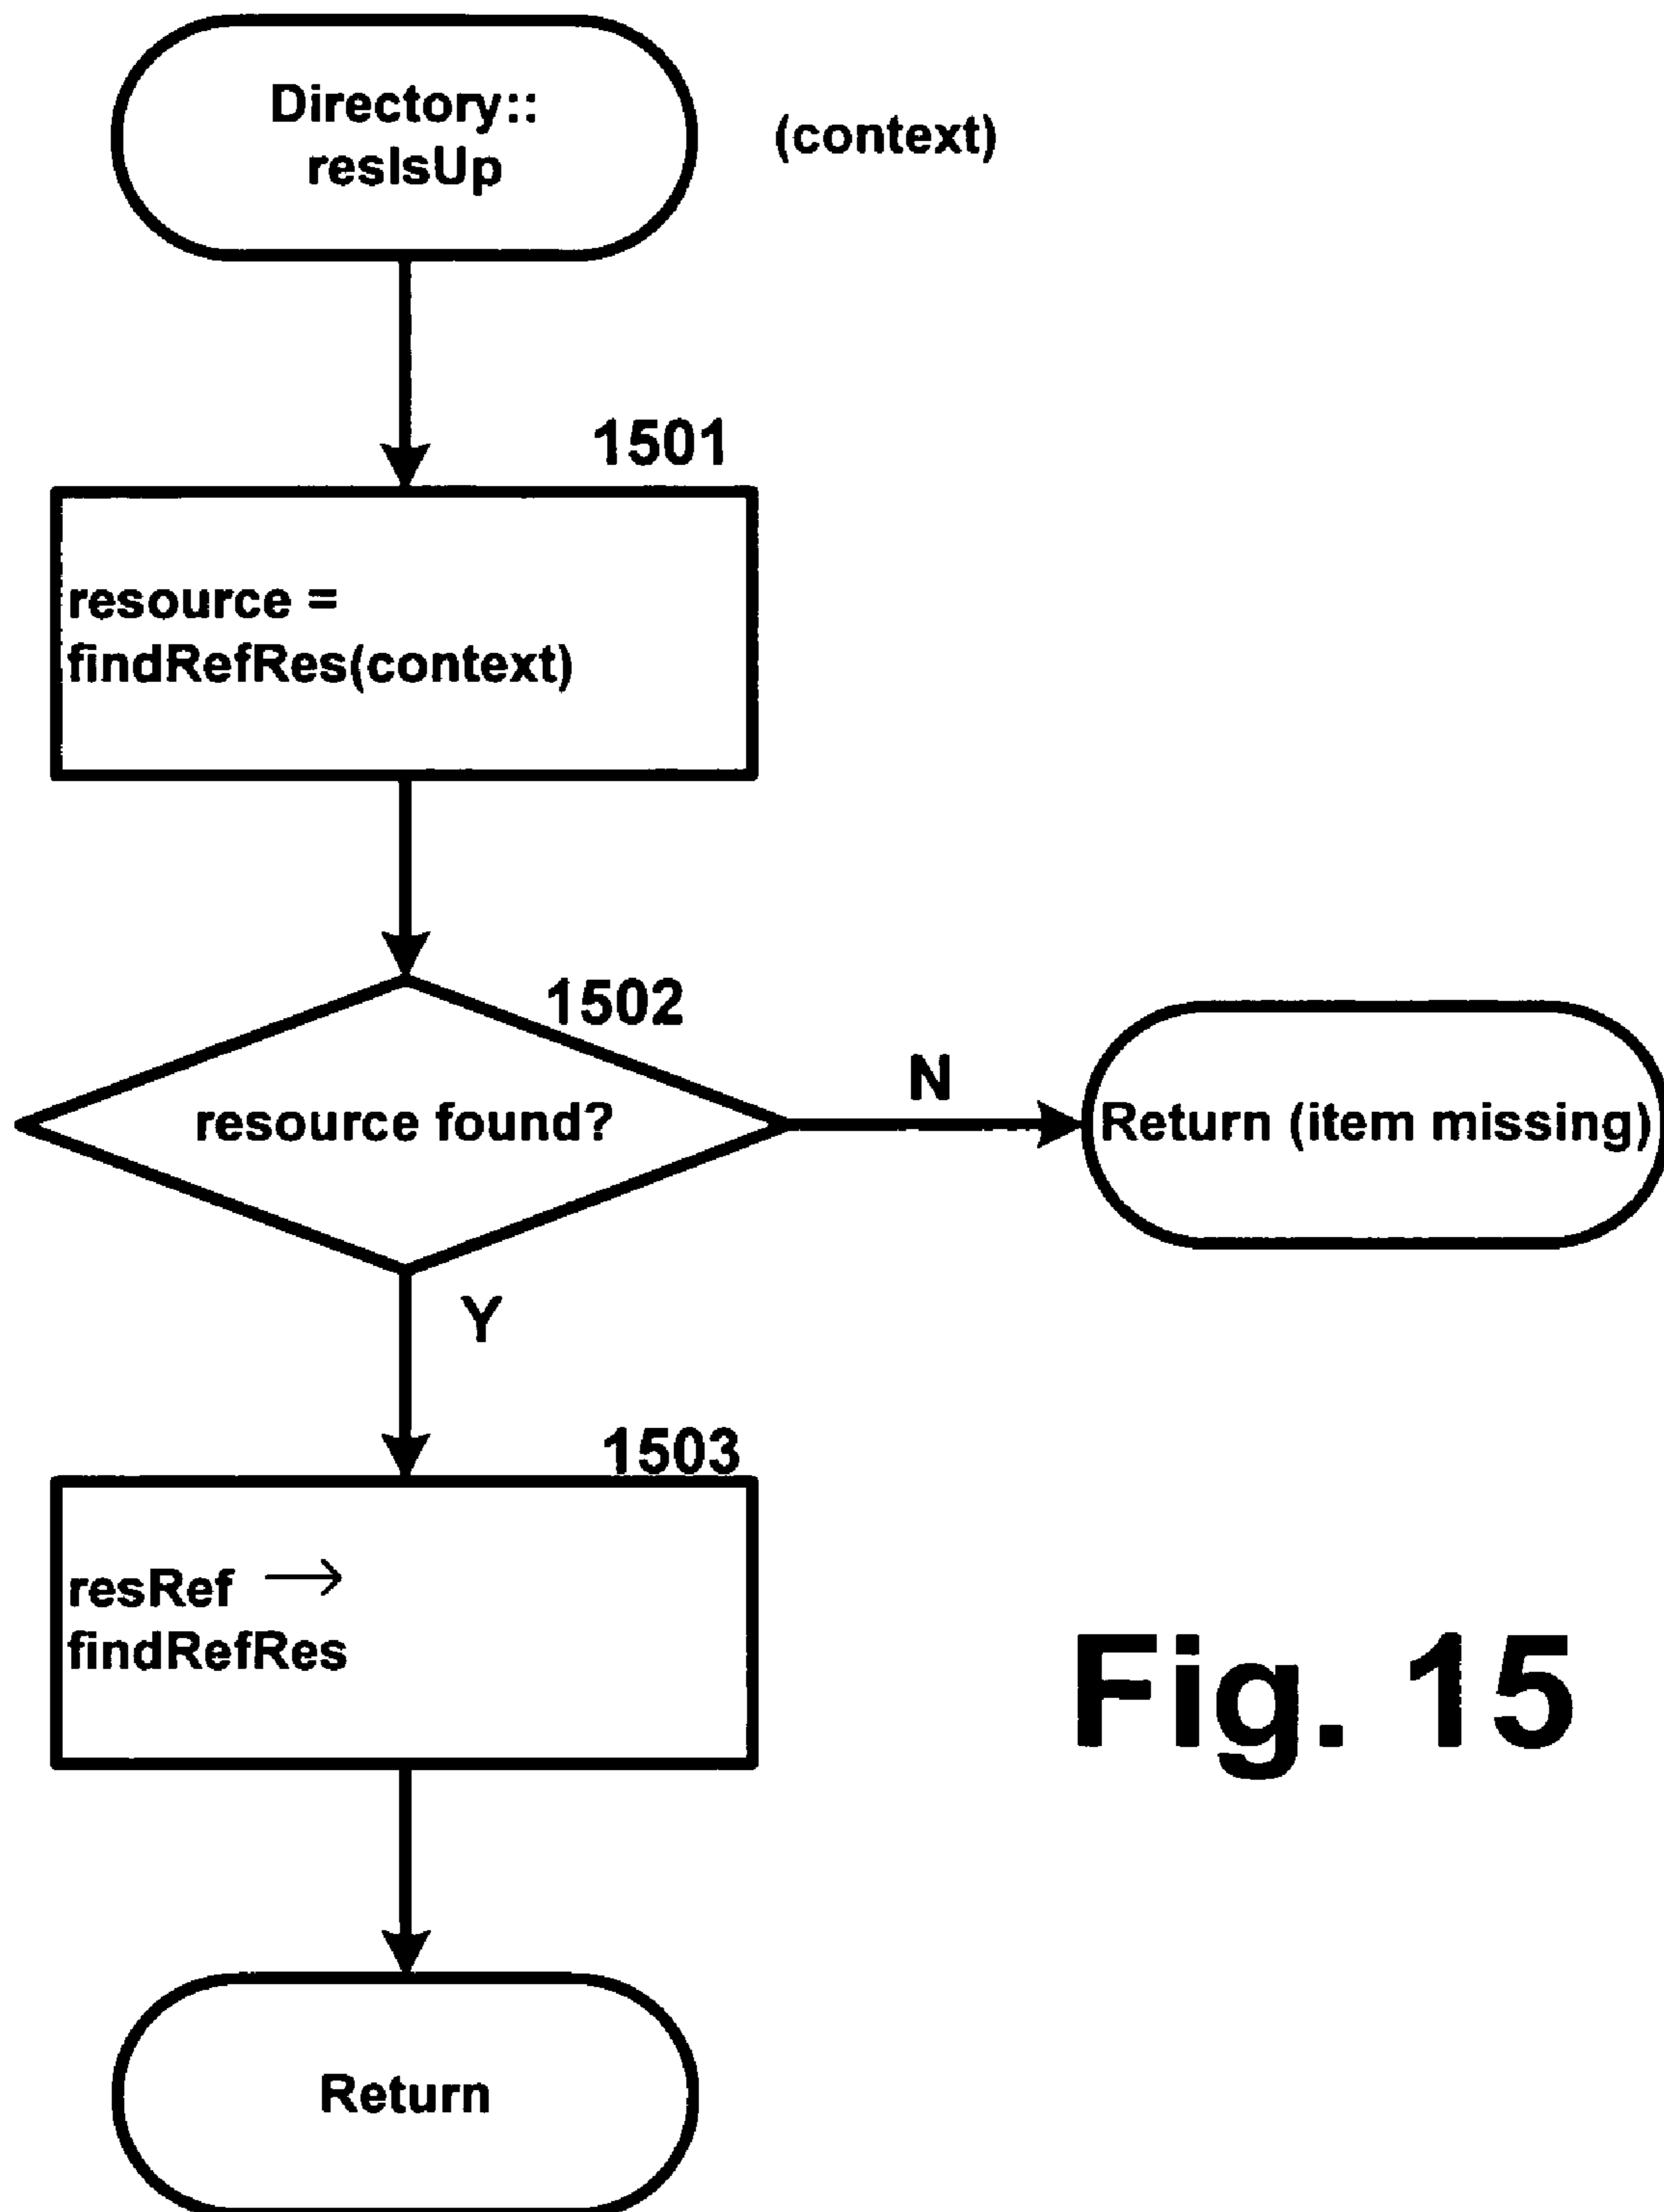 Directory::
resIsUp
(context)
1501
resource =
findRefRes(context)
1502
resource found?
N
Return (item missing)
Y
1503
resRef →
findRefRes
Fig. 15
Return